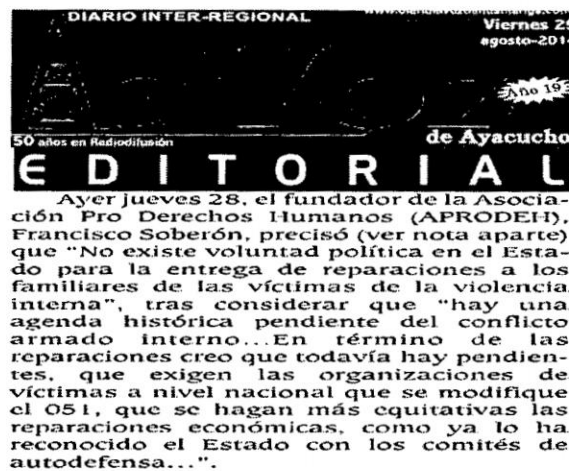 DIARIO INTER-REGIONAL
Viernes 29
agosto-2014
Año 19
50 años en Radiodifusión
de Ayacucho
EDITORIAL
Ayer jueves 28, el fundador de la Asocia-
ción Pro Derechos Humanos (APRODEH),
Francisco Soberón, precisó (ver nota aparte)
que "No existe voluntad política en el Esta-
do para la entrega de reparaciones a los
familiares de las víctimas de la violencia
interna", tras considerar que "hay una
agenda histórica pendiente del conflicto
armado interno...En término de las
reparaciones creo que todavía hay pendien-
tes, que exigen las organizaciones de
víctimas a nivel nacional que se modifique
el 051, que se hagan más equitativas las
reparaciones económicas, como ya lo ha
reconocido el Estado con los comités de
autodefensa...".